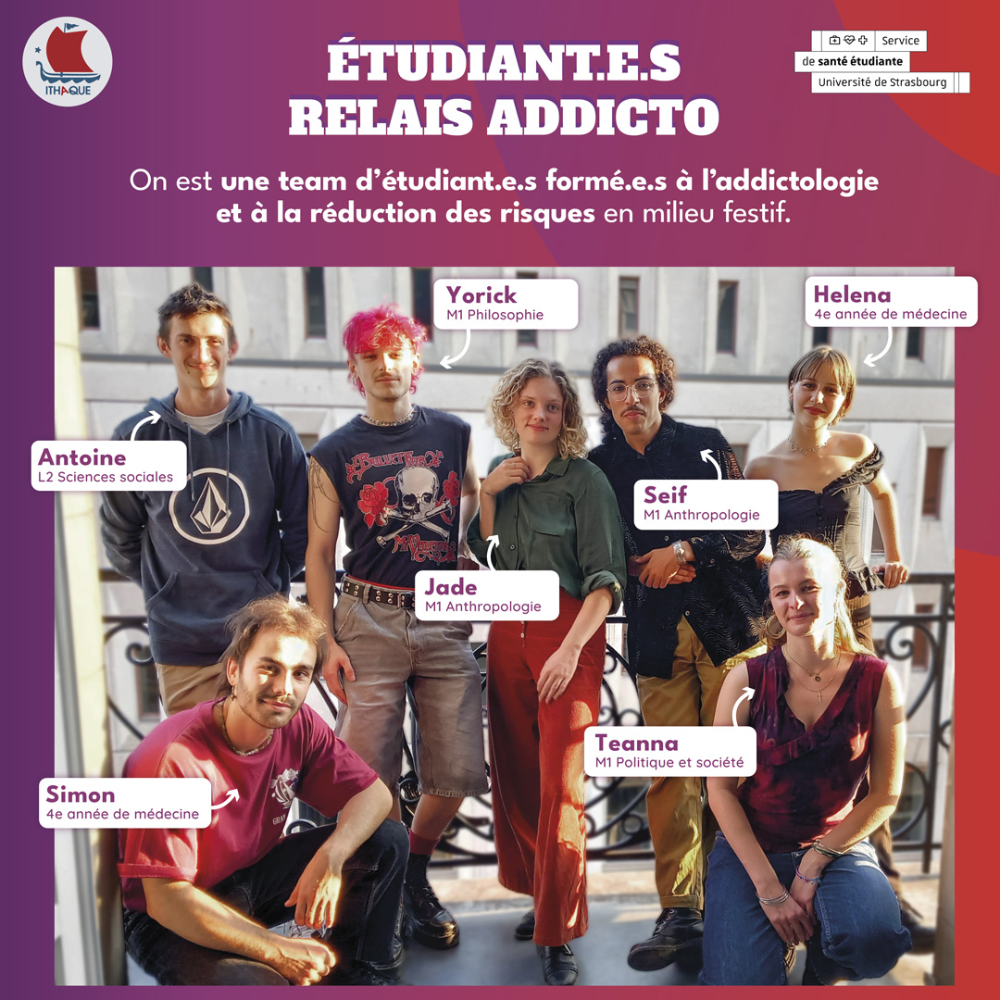 ITHAQUE
ÉTUDIANT.E.S
RELAIS ADDICTO
Service
de santé étudiante
Université de Strasbourg
On est une team d'étudiant.e.s formé.e.s à l'addictologie
et à la réduction des risques en milieu festif.
Yorick
M1 Philosophie
Helena
4e année de médecine
Antoine
L2 Sciences sociales
Seif
M1 Anthropologie
Jade
M1 Anthropologie
Teanna
M1 Politique et société
Simon
4e année de médecine